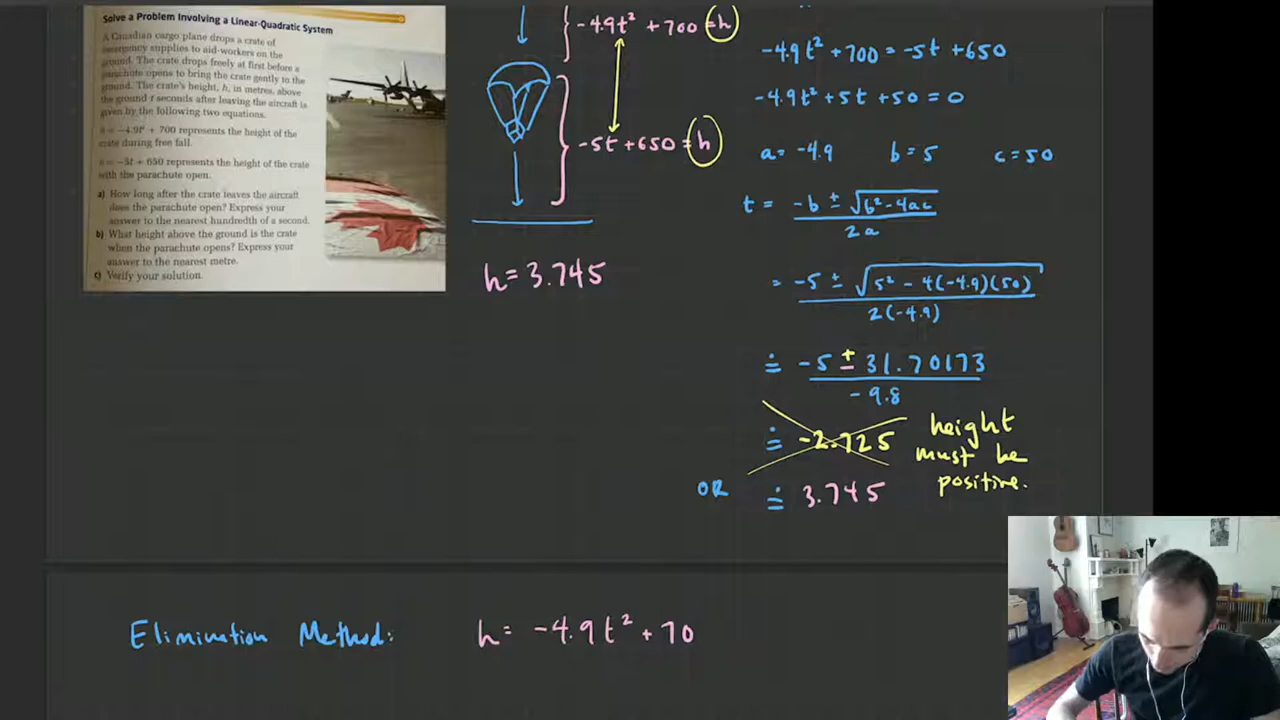 Solve a Problem Involving a Linear-Quadratic System
A Canadian cargo plane drops a crate of
emergency supplies to aid-workers on the
ground. The crate drops freely at first before a
parachute opens to bring the crate gently to the
ground. The crate's height, h, in metres, above
the ground t seconds after leaving the aircraft is
given by the following two equations.
h = −4.9t² + 700 represents the height of the
crate during free fall.
h = −5t + 650 represents the height of the crate
with the parachute open.
a) How long after the crate leaves the aircraft
does the parachute open? Express your
answer to the nearest hundredth of a second.
b) What height above the ground is the crate
when the parachute opens? Express your
answer to the nearest metre.
c) Verify your solution.
-4.9t² + 700 = h
-5t + 650 = h
h = 3.745
-4.9t² + 700 = -5t + 650
-4.9t² + 5t + 50 = 0
a = -4.9 b = 5 c = 50
t = -b ± √b² - 4ac
2a
= -5 ± √5² - 4(-4.9)(50)
2(-4.9)
≐ -5 ± 31.70173
-9.8
≐ -2.725 height
must be
positive.
OR ≐ 3.745
Elimination Method: h = -4.9t² + 70